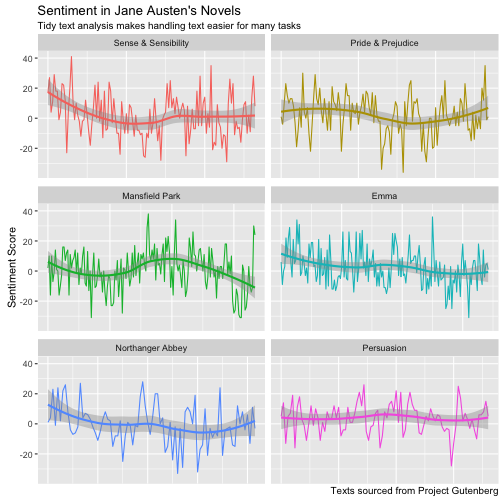 Sentiment in Jane Austen's Novels
Tidy text analysis makes handling text easier for many tasks
Sense & Sensibility
Pride & Prejudice
40
20
0
-20
Mansfield Park
Emma
40
20
0
-20
Northanger Abbey
Persuasion
40
20
0
-20
Sentiment Score
Texts sourced from Project Gutenberg